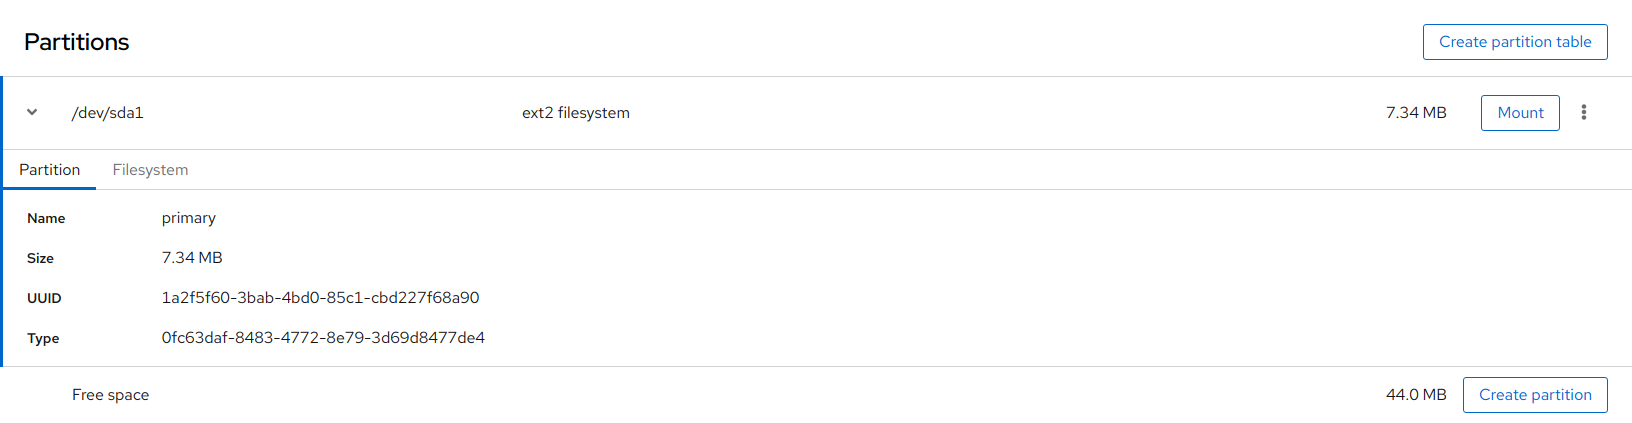 Partitions Create partition table
/dev/sda1 ext2 filesystem 7.34 MB Mount
Partition Filesystem
Name primary
Size 7.34 MB
UUID 1a2f5f60-3bab-4bd0-85c1-cbd227f68a90
Type 0fc63daf-8483-4772-8e79-3d69d8477de4
Free space 44.0 MB Create partition